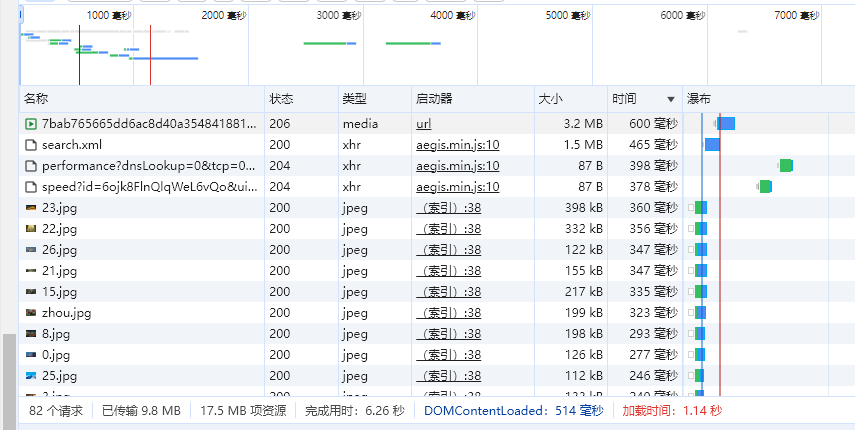 1000 毫秒 2000 毫秒 3000 毫秒 4000 毫秒 5000 毫秒 6000 毫秒 7000 毫秒
名称 状态 类型 启动器 大小 时间 瀑布
7bab765665dd6ac8d40a354841881... 206 media url 3.2 MB 600 毫秒
search.xml 200 xhr aegis.min.js:10 1.5 MB 465 毫秒
performance?dnsLookup=0&tcp=0... 204 xhr aegis.min.js:10 87 B 398 毫秒
speed?id=6ojk8FlnQlqWeL6vQo&ui... 204 xhr aegis.min.js:10 87 B 378 毫秒
23.jpg 200 jpeg （索引）:38 398 kB 360 毫秒
22.jpg 200 jpeg （索引）:38 332 kB 356 毫秒
26.jpg 200 jpeg （索引）:38 122 kB 347 毫秒
21.jpg 200 jpeg （索引）:38 155 kB 347 毫秒
15.jpg 200 jpeg （索引）:38 217 kB 335 毫秒
zhou.jpg 200 jpeg （索引）:38 199 kB 323 毫秒
8.jpg 200 jpeg （索引）:38 198 kB 293 毫秒
0.jpg 200 jpeg （索引）:38 126 kB 277 毫秒
25.jpg 200 jpeg （索引）:38 112 kB 246 毫秒
82 个请求 已传输 9.8 MB 17.5 MB 项资源 完成用时：6.26 秒 DOMContentLoaded：514 毫秒 加载时间：1.14 秒